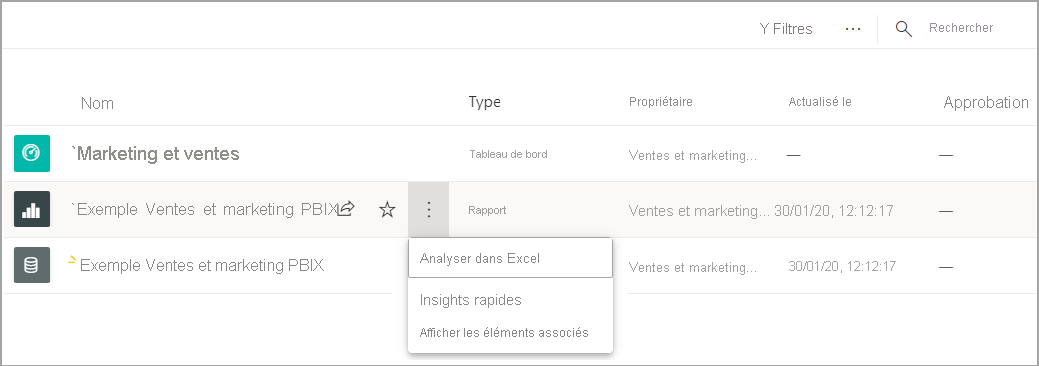 Y Filtres ... Rechercher
Nom Type Propriétaire Actualisé le Approbation
`Marketing et ventes Tableau de bord Ventes et marketing... — —
`Exemple Ventes et marketing PBIX Rapport Ventes et marketing... 30/01/20, 12:12:17 —
Exemple Ventes et marketing PBIX Ventes et marketing... 30/01/20, 12:12:17 —
Analyser dans Excel
Insights rapides
Afficher les éléments associés